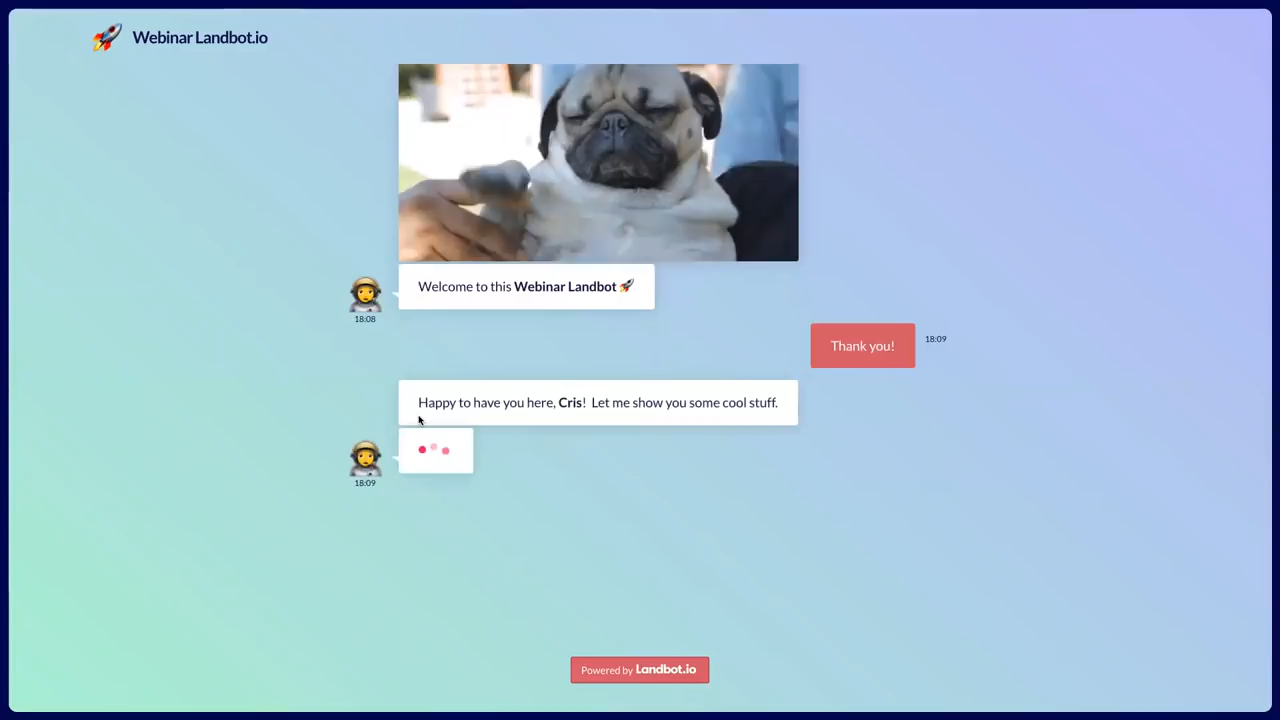 Webinar Landbot.io
Welcome to this Webinar Landbot 🚀
18:08
Thank you!
18:09
Happy to have you here, Cris! Let me show you some cool stuff.
18:09
Powered by Landbot.io